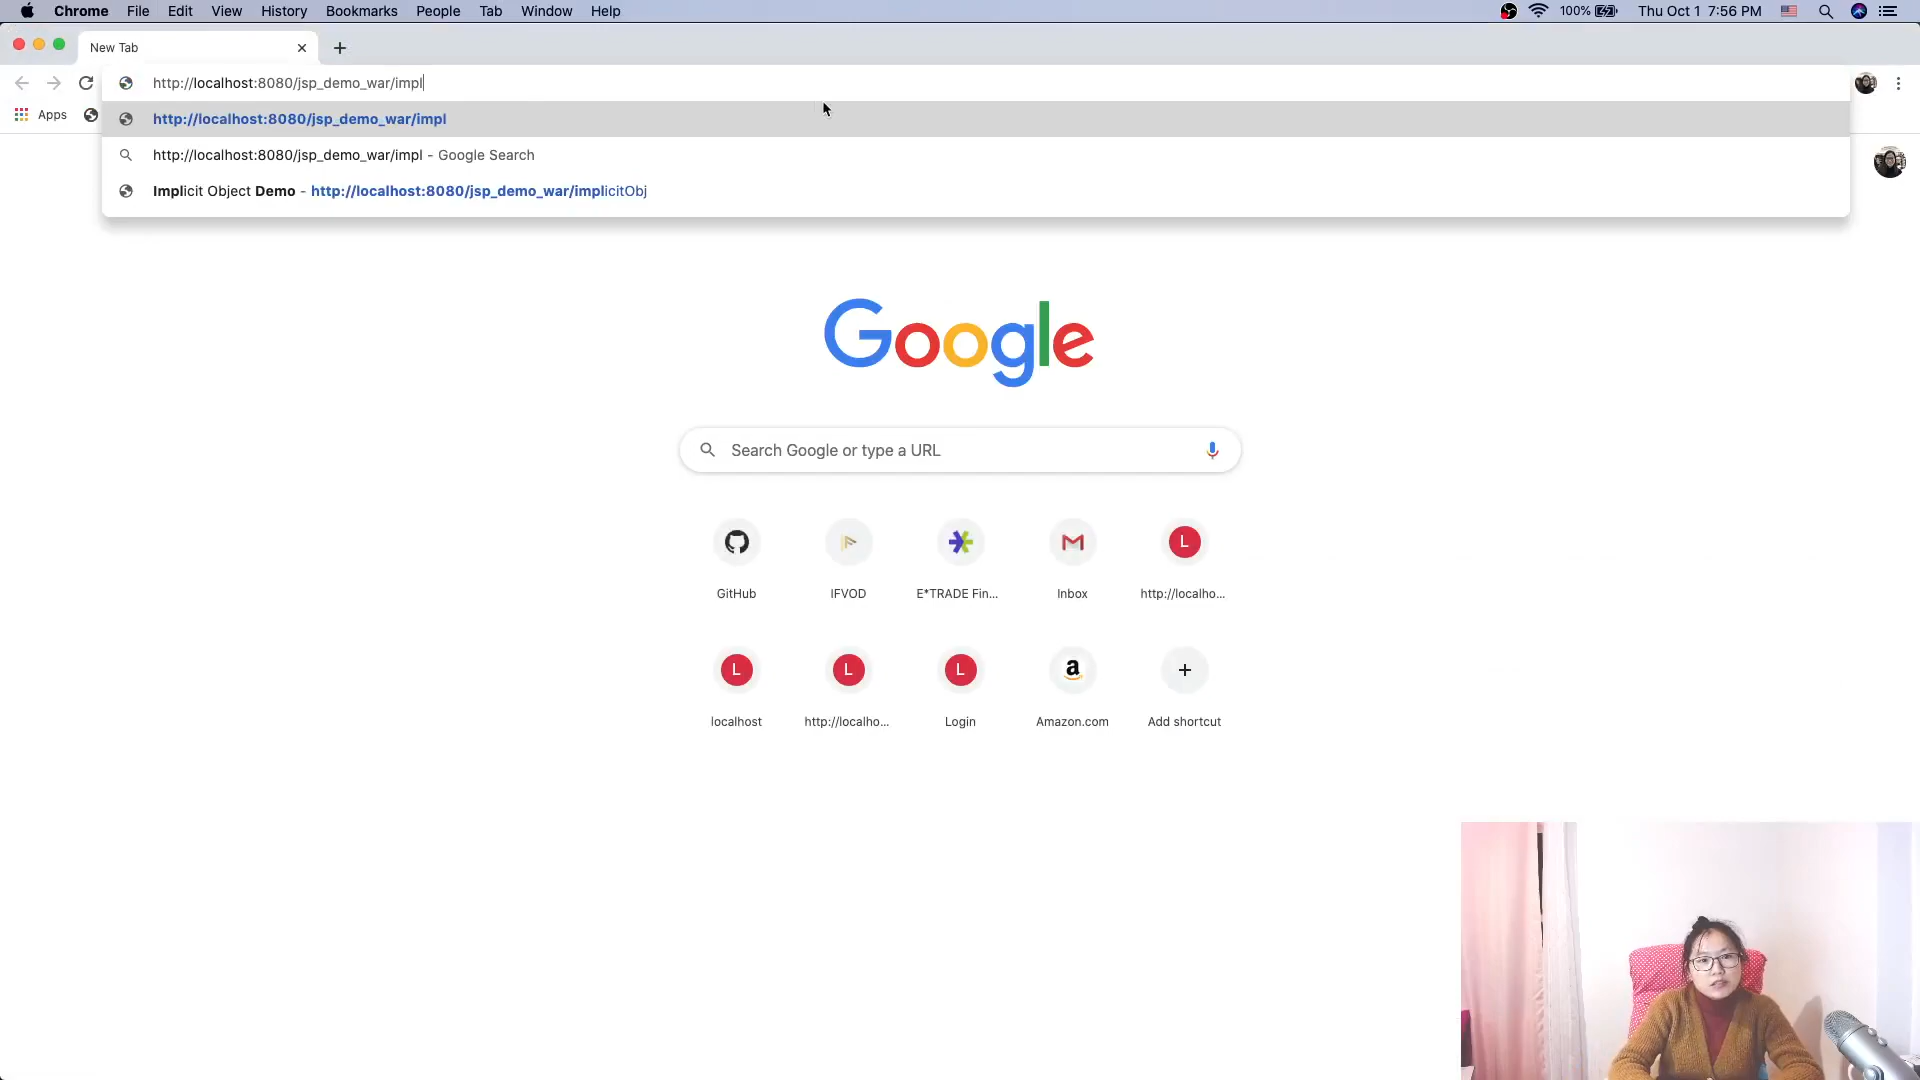 Chrome File Edit View History Bookmarks People Tab Window Help 100% Thu Oct 1 7:56 PM
New Tab
http://localhost:8080/jsp_demo_war/impl
Apps
http://localhost:8080/jsp_demo_war/impl
http://localhost:8080/jsp_demo_war/impl - Google Search
Implicit Object Demo - http://localhost:8080/jsp_demo_war/implicitObj
Google
Search Google or type a URL
GitHub IFVOD E*TRADE Fin... Inbox L http://localho...
L localhost L http://localho... L Login a Amazon.com Add shortcut